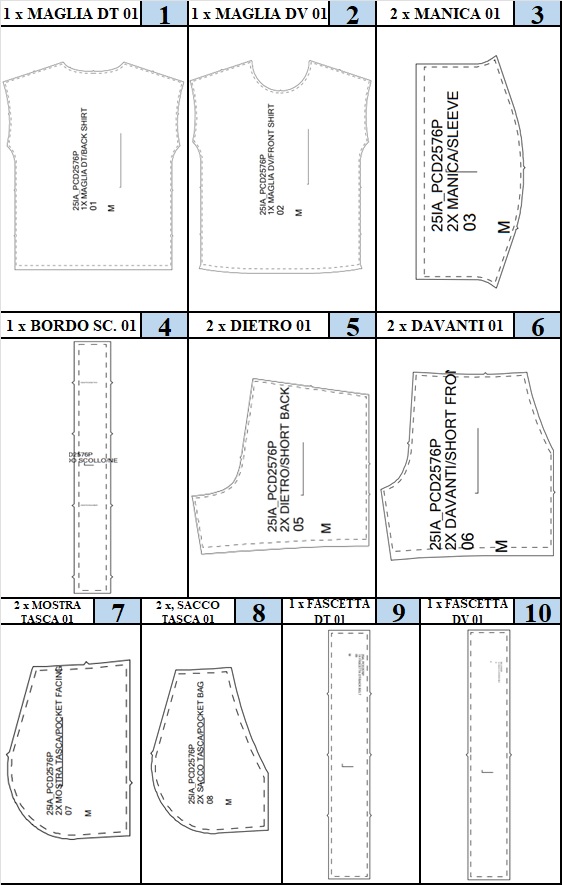 1 x MAGLIA DT 01 1
1 x MAGLIA DV 01 2
2 x MANICA 01 3
25IA_PCD2576P
1X MAGLIA DT/BACK SHIRT
01
M
25IA_PCD2576P
1X MAGLIA DV/FRONT SHIRT
02
M
25IA_PCD2576P
2X MANICA/SLEEVE
03
M
1 x BORDO SC. 01 4
2 x DIETRO 01 5
2 x DAVANTI 01 6
D2576P
25IA_PCD2576P
2X DIETRO/SHORT BACK
05
M
25IA_PCD2576P
2X DAVANTI/SHORT FRON
06
M
2 x MOSTRA
TASCA 01
7
2 x, SACCO
TASCA 01
8
1 x FASCETTA
DT 01
9
1 x FASCETTA
DV 01
10
25IA_PCD2576P
2X MOSTRA TASCA/POCKET FACING
07
M
25IA_PCD2576P
2X SACCO TASCA/POCKET BAG
08
M